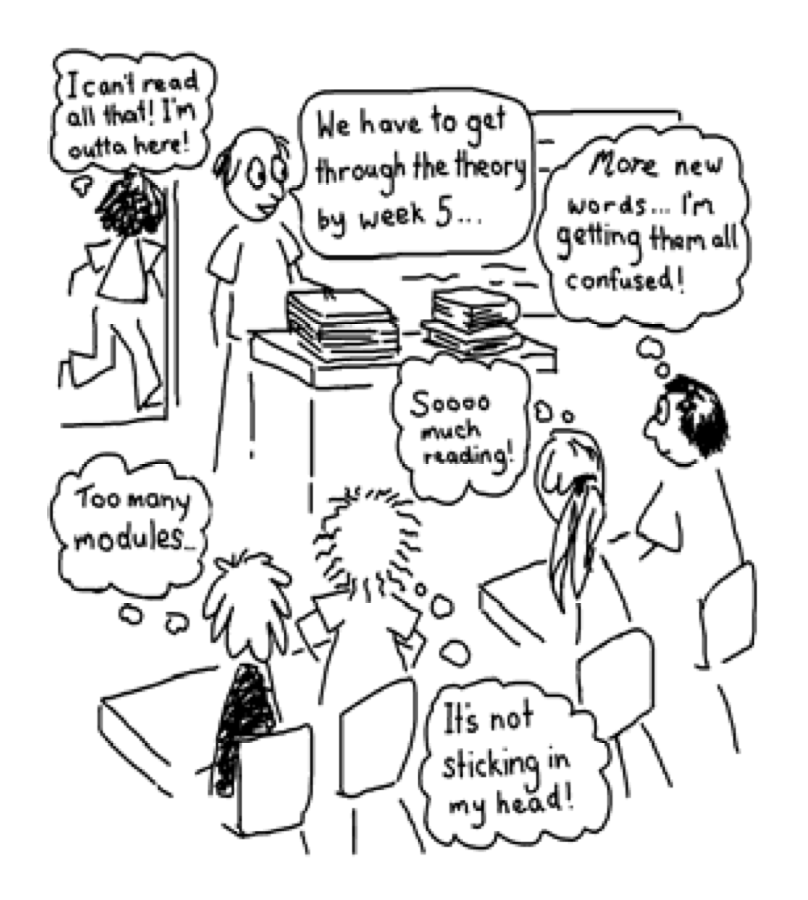 I can't read
all that! I'm
outta here!
We have to get
through the theory
by week 5...
More new
words... I'm
getting them all
confused!
Soooo
much
reading!
Too many
modules...
It's not
sticking in
my head!